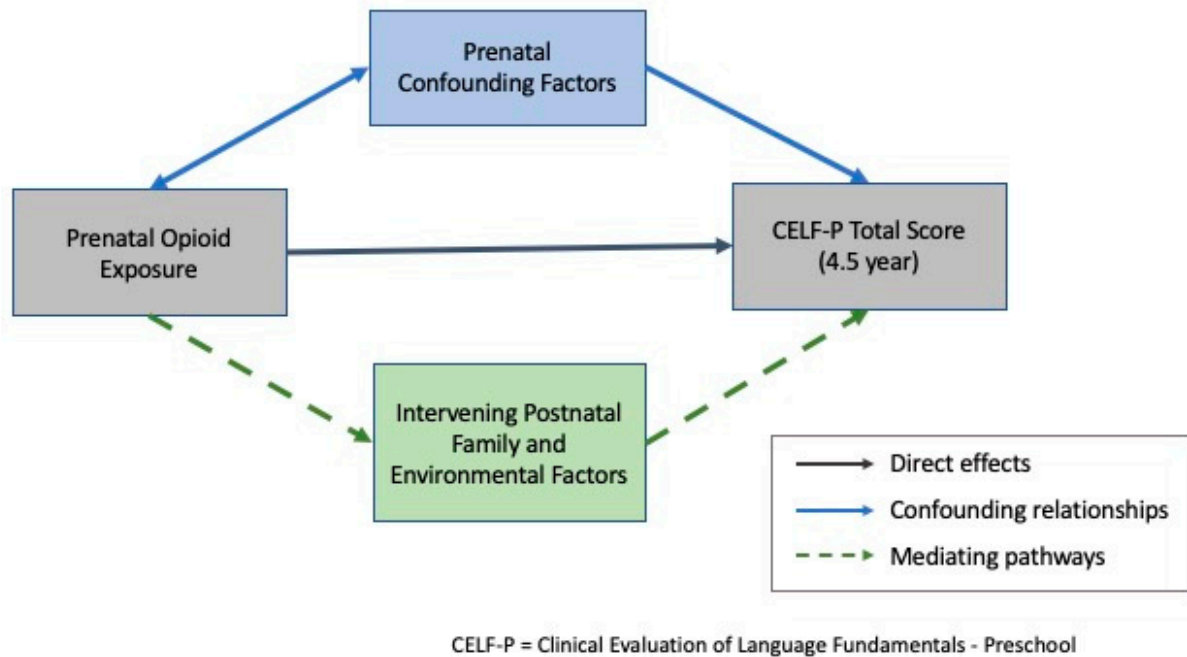 Prenatal
Confounding Factors
Prenatal Opioid
Exposure
CELF-P Total Score
(4.5 year)
Intervening Postnatal
Family and
Environmental Factors
Direct effects
Confounding relationships
Mediating pathways
CELF-P = Clinical Evaluation of Language Fundamentals - Preschool